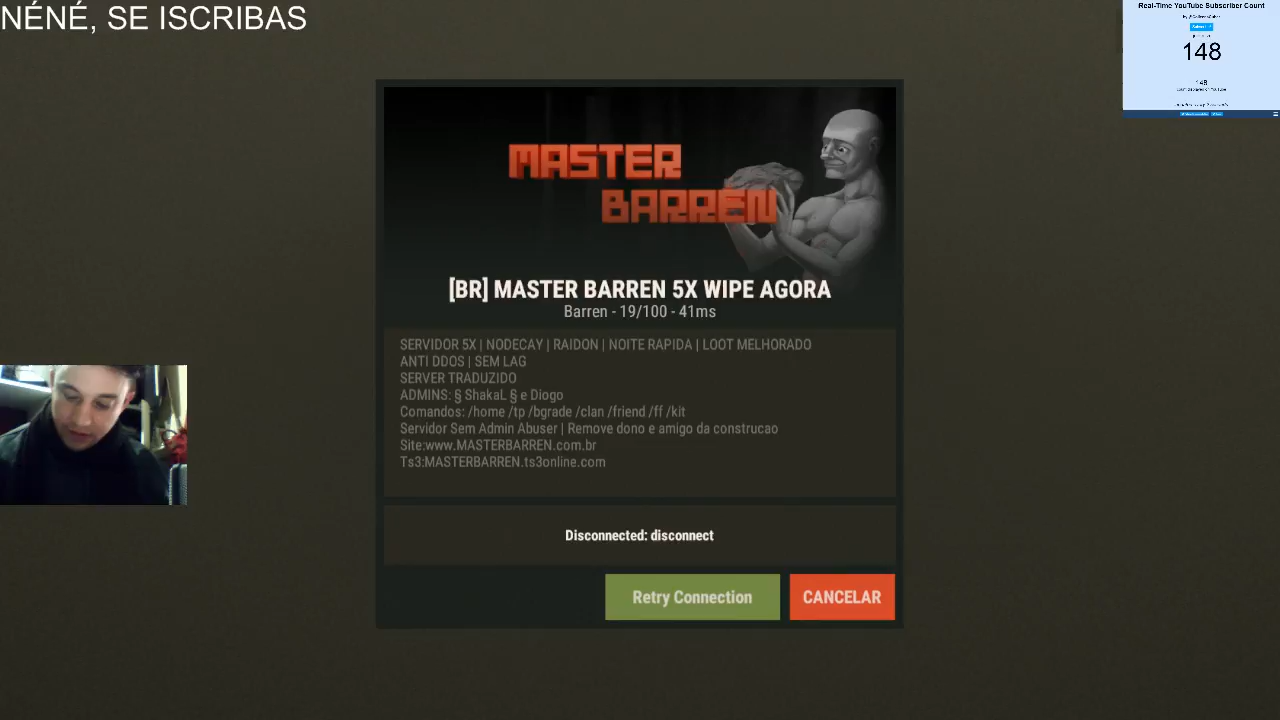 NÉNÉ, SE ISCRIBAS
Real-Time YouTube Subscriber Count
148
148
MASTER
BARREN
[BR] MASTER BARREN 5X WIPE AGORA
Barren - 19/100 - 41ms
SERVIDOR 5X | NODECAY | RAIDON | NOITE RAPIDA | LOOT MELHORADO
ANTI DDOS | SEM LAG
SERVER TRADUZIDO
ADMINS: § ShakaL § e Diogo
Comandos: /home /tp /bgrade /clan /friend /ff /kit
Servidor Sem Admin Abuser | Remove dono e amigo da construcao
Site:www.MASTERBARREN.com.br
Ts3:MASTERBARREN.ts3online.com
Disconnected: disconnect
Retry Connection
CANCELAR